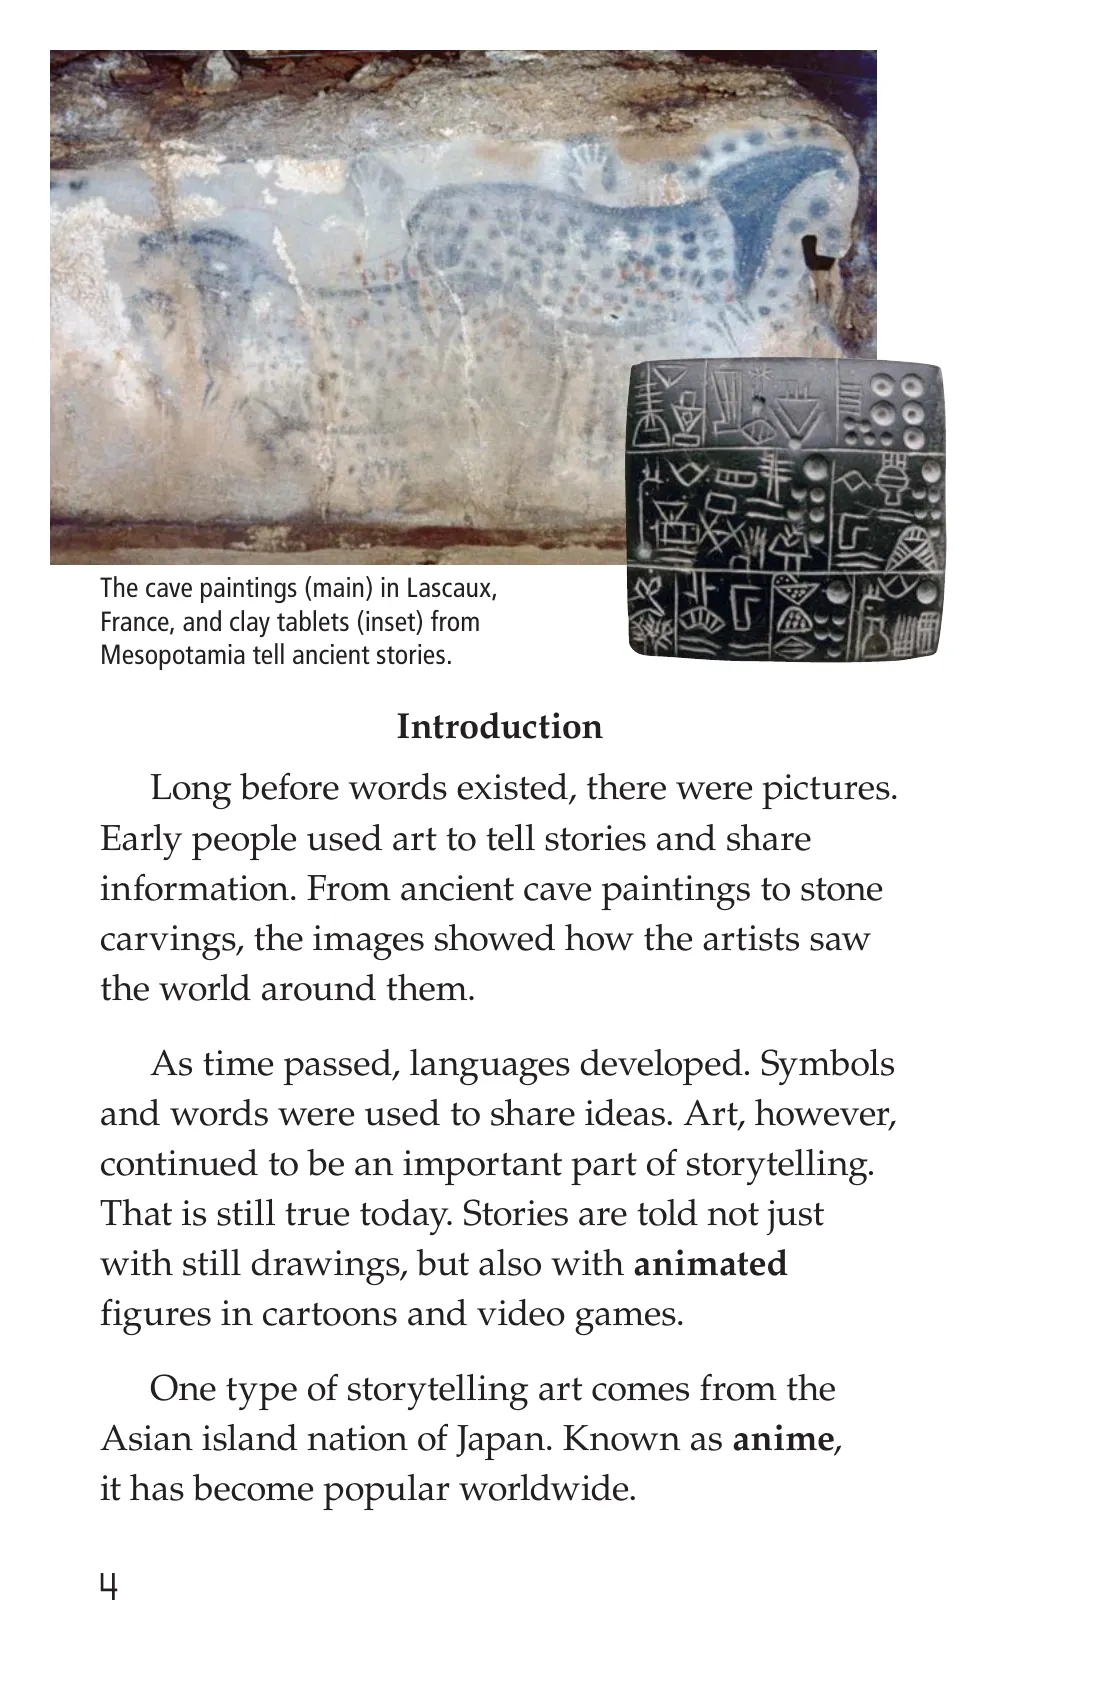 The cave paintings (main) in Lascaux,
France, and clay tablets (inset) from
Mesopotamia tell ancient stories.
Introduction
Long before words existed, there were pictures.
Early people used art to tell stories and share
information. From ancient cave paintings to stone
carvings, the images showed how the artists saw
the world around them.
As time passed, languages developed. Symbols
and words were used to share ideas. Art, however,
continued to be an important part of storytelling.
That is still true today. Stories are told not just
with still drawings, but also with animated
figures in cartoons and video games.
One type of storytelling art comes from the
Asian island nation of Japan. Known as anime,
it has become popular worldwide.
4